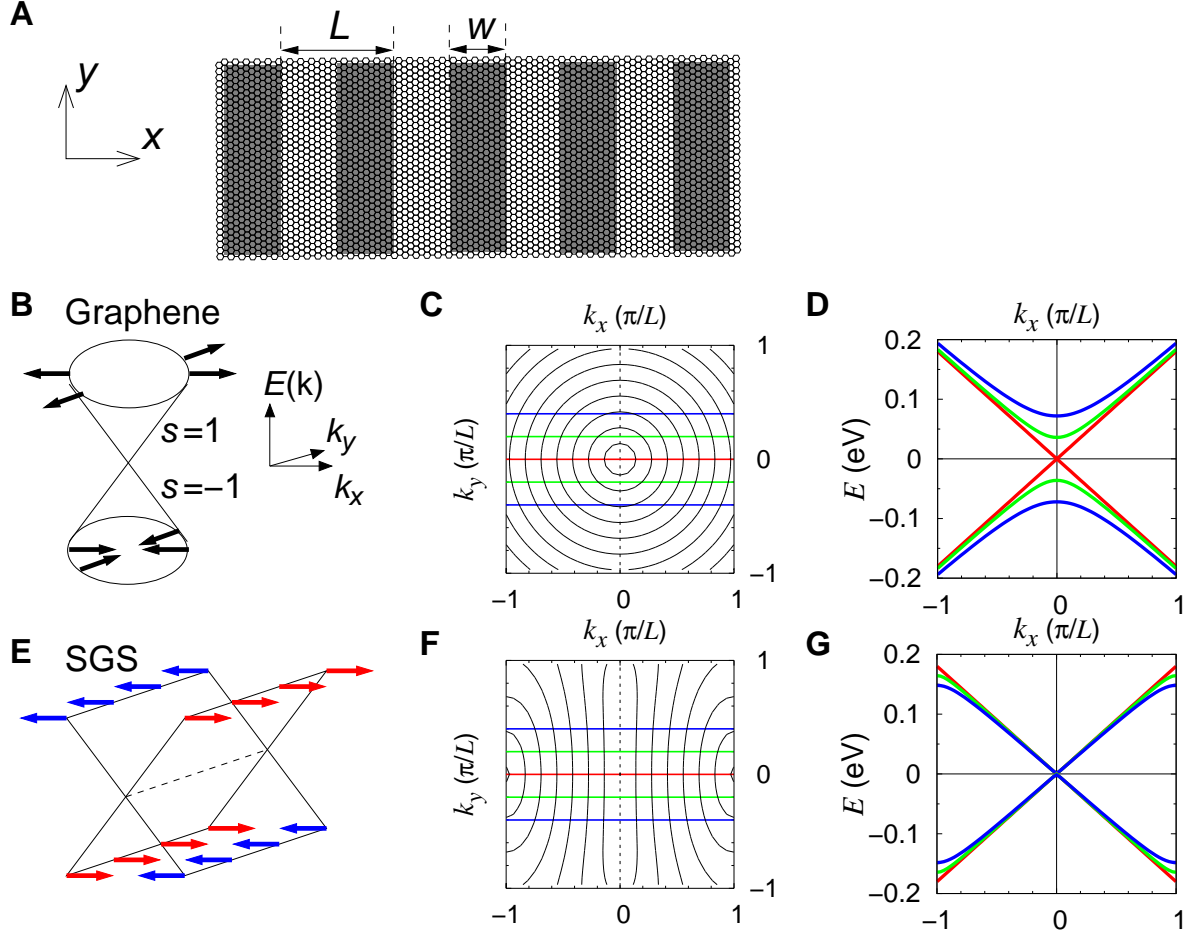 A
L
w
y
x
B Graphene
E(k)
k_y
k_x
s=1
s=−1
C
k_x (π/L)
k_y (π/L)
1
0
−1
−1 0 1
D
k_x (π/L)
E (eV)
0.2
0.1
0
−0.1
−0.2
−1 0 1
E SGS
F
k_x (π/L)
k_y (π/L)
1
0
−1
−1 0 1
G
k_x (π/L)
E (eV)
0.2
0.1
0
−0.1
−0.2
−1 0 1